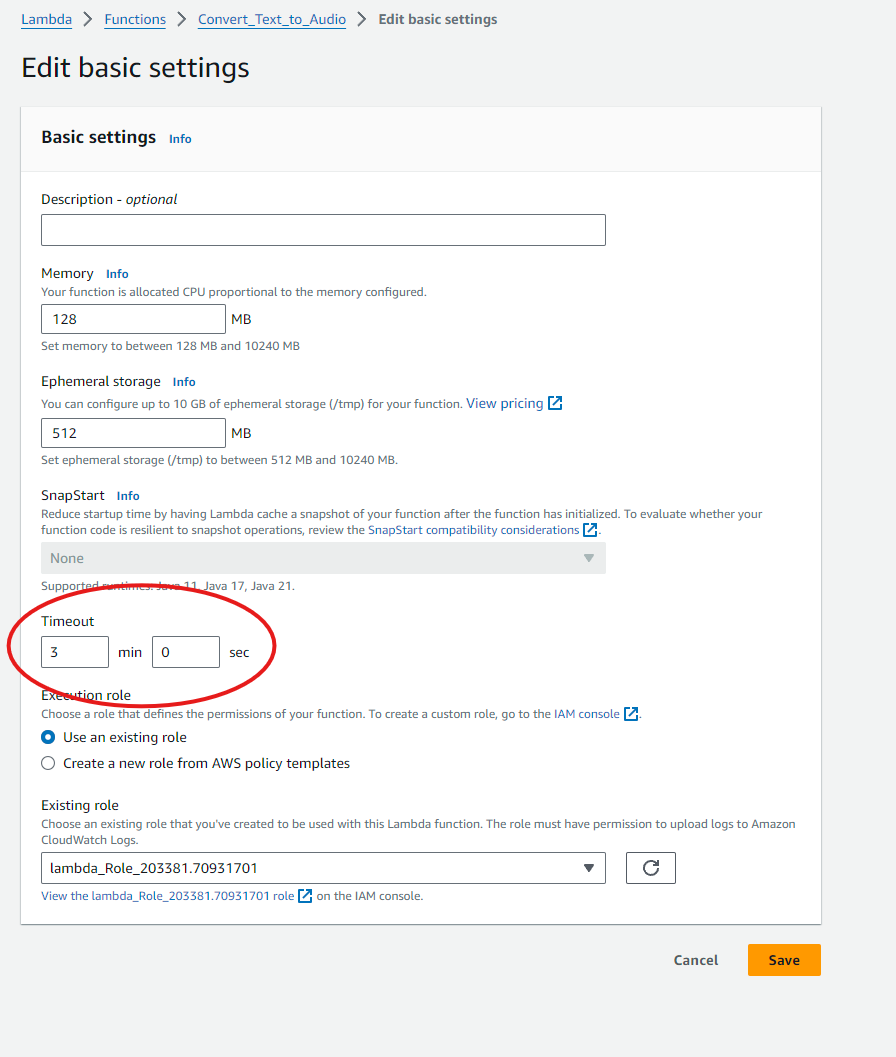 Lambda > Functions > Convert_Text_to_Audio > Edit basic settings
Edit basic settings
Basic settings Info
Description - optional
Memory Info
Your function is allocated CPU proportional to the memory configured.
128 MB
Set memory to between 128 MB and 10240 MB
Ephemeral storage Info
You can configure up to 10 GB of ephemeral storage (/tmp) for your function. View pricing
512 MB
Set ephemeral storage (/tmp) to between 512 MB and 10240 MB.
SnapStart Info
Reduce startup time by having Lambda cache a snapshot of your function after the function has initialized. To evaluate whether your
function code is resilient to snapshot operations, review the SnapStart compatibility considerations.
None
Supported runtimes: Java 11, Java 17, Java 21.
Timeout
3 min 0 sec
Execution role
Choose a role that defines the permissions of your function. To create a custom role, go to the IAM console.
Use an existing role
Create a new role from AWS policy templates
Existing role
Choose an existing role that you've created to be used with this Lambda function. The role must have permission to upload logs to Amazon
CloudWatch Logs.
lambda_Role_203381.70931701
View the lambda_Role_203381.70931701 role on the IAM console.
Cancel Save